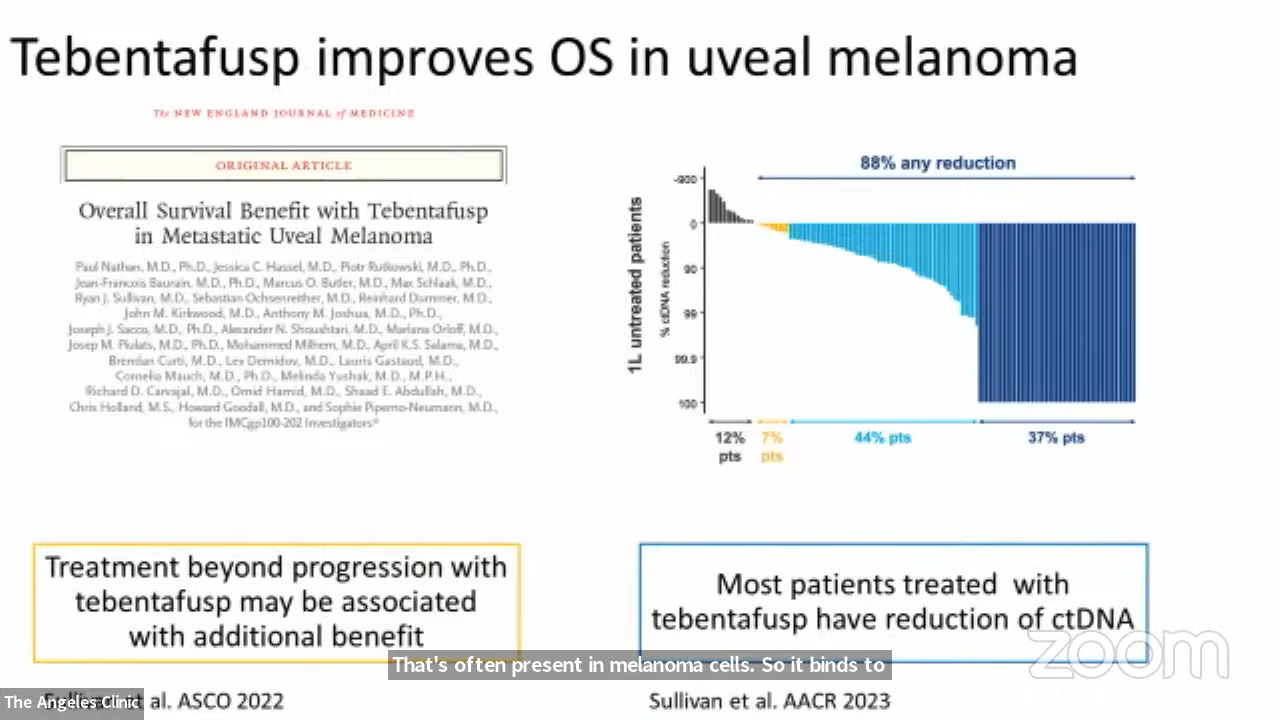 Tebentafusp improves OS in uveal melanoma
The NEW ENGLAND JOURNAL of MEDICINE
ORIGINAL ARTICLE
Overall Survival Benefit with Tebentafusp
in Metastatic Uveal Melanoma
Paul Nathan, M.D., Ph.D., Jessica C. Hassel, M.D., Piotr Rutkowski, M.D., Ph.D.,
Jean-Francois Baurain, M.D., Ph.D., Marcus O. Butler, M.D., Max Schlaak, M.D.,
Ryan J. Sullivan, M.D., Sebastian Ochsenreither, M.D., Reinhard Dummer, M.D.,
John M. Kirkwood, M.D., Anthony M. Joshua, M.D., Ph.D.,
Joseph J. Sacco, M.D., Ph.D., Alexander N. Shoushtari, M.D., Marlana Orloff, M.D.,
Josep M. Piulats, M.D., Ph.D., Mohammed Milhem, M.D., April K.S. Salama, M.D.,
Brendan Curti, M.D., Lev Demidov, M.D., Lauris Gastaud, M.D.,
Cornelia Mauch, M.D., Ph.D., Melinda Yushak, M.D., M.P.H.,
Richard D. Carvajal, M.D., Omid Hamid, M.D., Shaad E. Abdullah, M.D.,
Chris Holland, M.S., Howard Goodall, M.D., and Sophie Piperno-Neumann, M.D.,
for the IMCgp100-202 Investigators*
88% any reduction
1L untreated patients
% ctDNA reduction
-900
0
90
99
99.9
100
12% pts
7% pts
44% pts
37% pts
Treatment beyond progression with
tebentafusp may be associated
with additional benefit
Most patients treated with
tebentafusp have reduction of ctDNA
zoom
That's often present in melanoma cells. So it binds to
The Angeles Clinic
Sullivan et al. ASCO 2022
Sullivan et al. AACR 2023